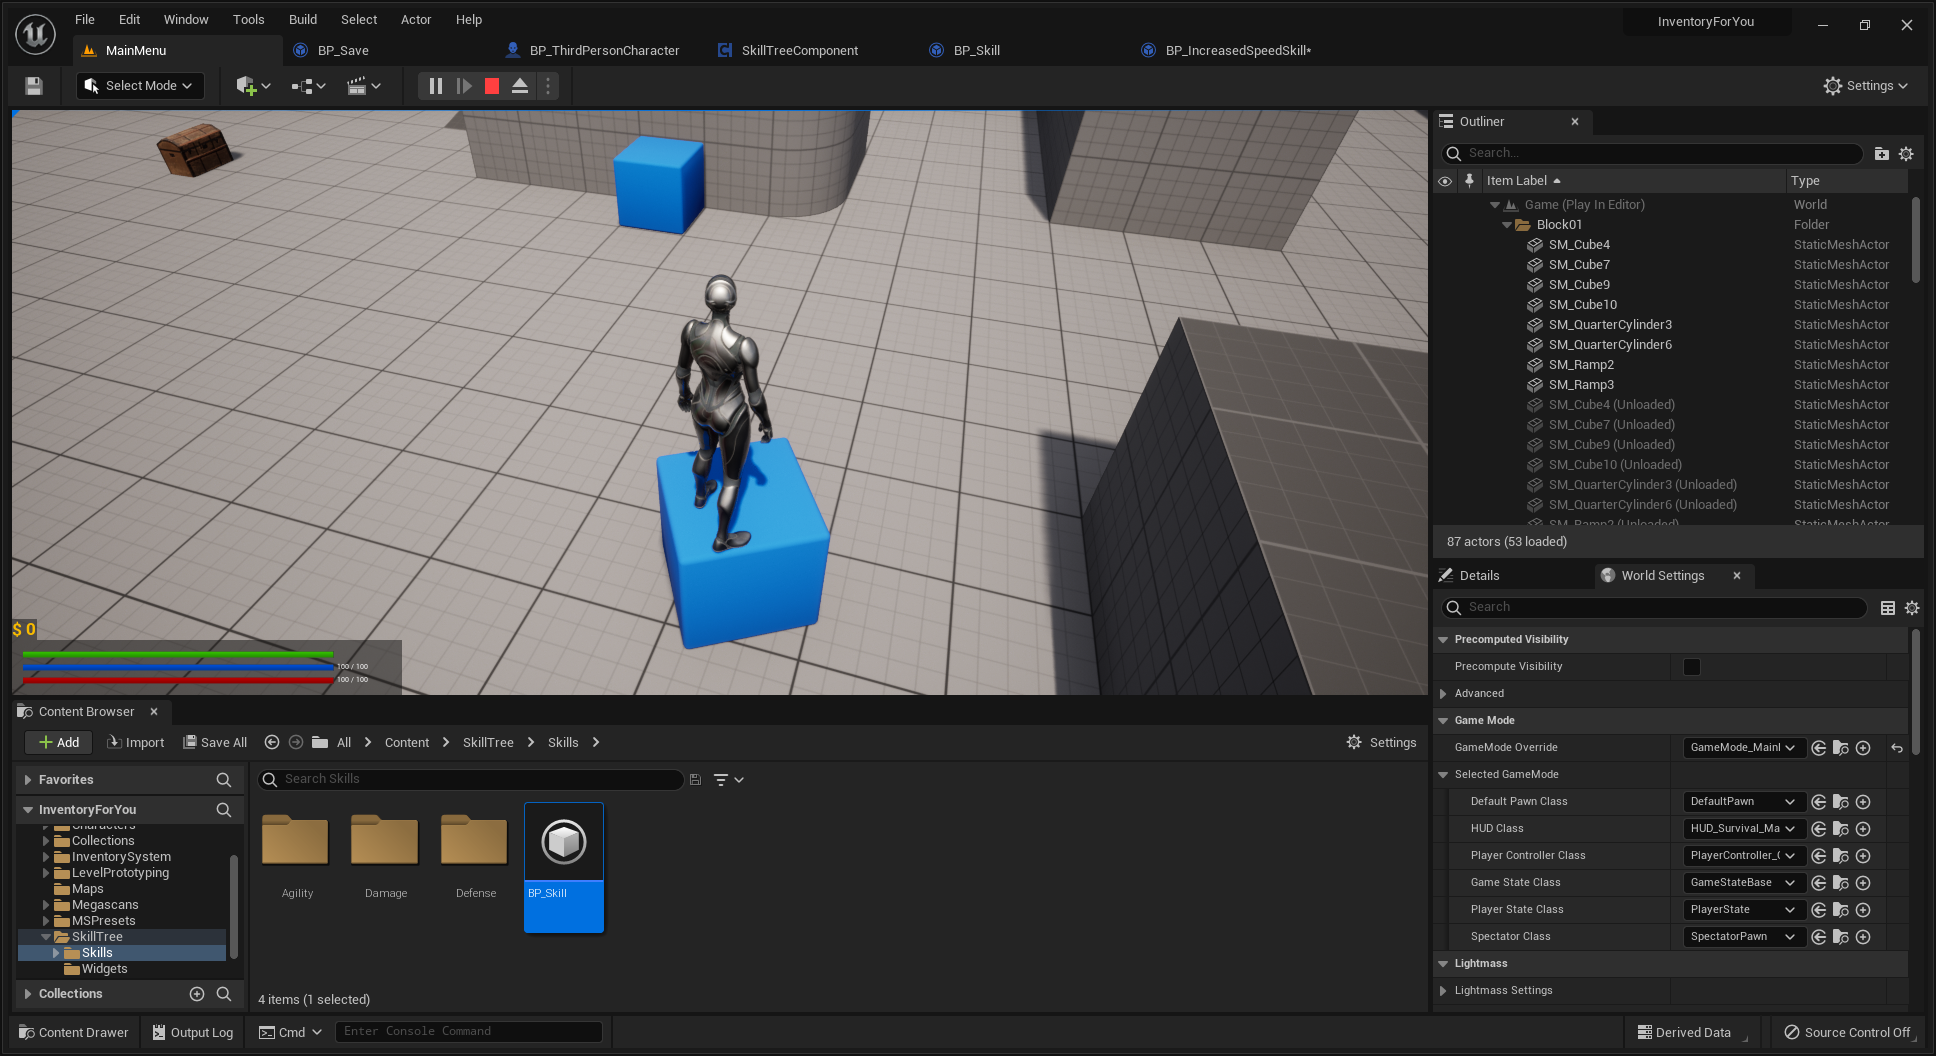 File Edit Window Tools Build Select Actor Help
InventoryForYou
MainMenu BP_Save BP_ThirdPersonCharacter SkillTreeComponent BP_Skill BP_IncreasedSpeedSkill*
Select Mode
Settings
Outliner
Search...
Item Label Type
Game (Play In Editor) World
Block01 Folder
SM_Cube4 StaticMeshActor
SM_Cube7 StaticMeshActor
SM_Cube9 StaticMeshActor
SM_Cube10 StaticMeshActor
SM_QuarterCylinder3 StaticMeshActor
SM_QuarterCylinder6 StaticMeshActor
SM_Ramp2 StaticMeshActor
SM_Ramp3 StaticMeshActor
SM_Cube4 (Unloaded) StaticMeshActor
SM_Cube7 (Unloaded) StaticMeshActor
SM_Cube9 (Unloaded) StaticMeshActor
SM_Cube10 (Unloaded) StaticMeshActor
SM_QuarterCylinder3 (Unloaded) StaticMeshActor
SM_QuarterCylinder6 (Unloaded) StaticMeshActor
SM_Ramp2 (Unloaded) StaticMeshActor
87 actors (53 loaded)
Details World Settings
Search
Precomputed Visibility
Precompute Visibility
Advanced
Game Mode
GameMode Override GameMode_MainI
Selected GameMode
Default Pawn Class DefaultPawn
HUD Class HUD_Survival_Ma
Player Controller Class PlayerController_(
Game State Class GameStateBase
Player State Class PlayerState
Spectator Class SpectatorPawn
Lightmass
Lightmass Settings
$ 0
100 / 100
100 / 100
Content Browser
Add Import Save All All Content SkillTree Skills Settings
Favorites
InventoryForYou
Characters
Collections
InventorySystem
LevelPrototyping
Maps
Megascans
MSPresets
SkillTree
Skills
Widgets
Collections
Search Skills
Agility Damage Defense BP_Skill
4 items (1 selected)
Content Drawer Output Log Cmd Enter Console Command Derived Data Source Control Off